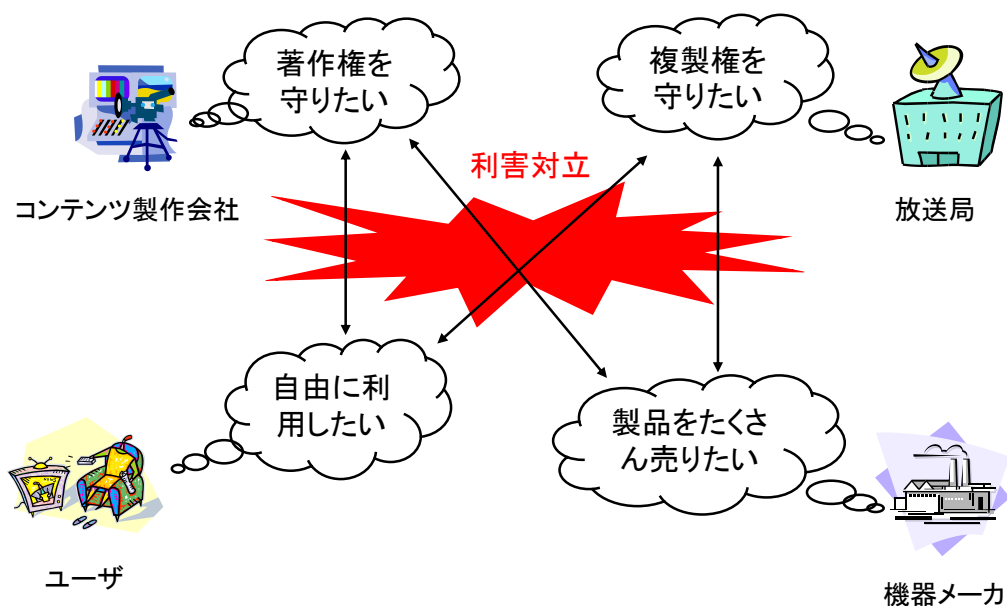 著作権を
守りたい
複製権を
守りたい
利害対立
コンテンツ製作会社
放送局
自由に利
用したい
製品をたくさ
ん売りたい
ユーザ
機器メーカ